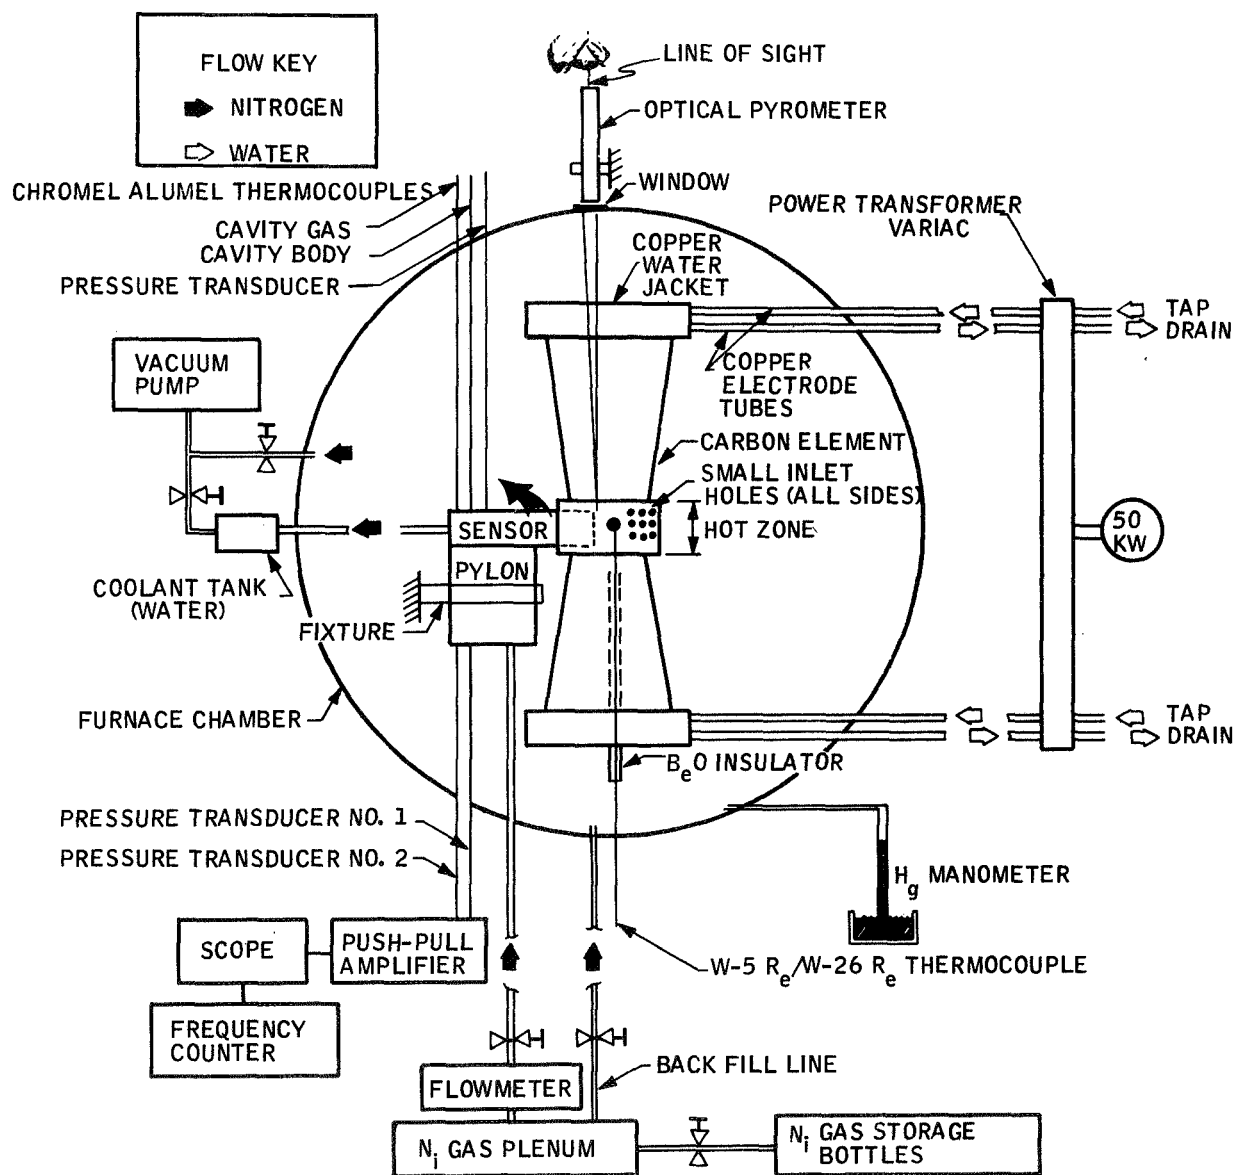 FLOW KEY
NITROGEN
WATER
LINE OF SIGHT
OPTICAL PYROMETER
WINDOW
CHROMEL ALUMEL THERMOCOUPLES
CAVITY GAS
CAVITY BODY
PRESSURE TRANSDUCER
COPPER
WATER
JACKET
POWER TRANSFORMER
VARIAC
TAP
DRAIN
VACUUM
PUMP
COPPER
ELECTRODE
TUBES
CARBON ELEMENT
SMALL INLET
HOLES (ALL SIDES)
HOT ZONE
SENSOR
50
KW
PYLON
COOLANT TANK
(WATER)
FIXTURE
FURNACE CHAMBER
TAP
DRAIN
BeO INSULATOR
PRESSURE TRANSDUCER NO. 1
PRESSURE TRANSDUCER NO. 2
Hg MANOMETER
SCOPE
PUSH-PULL
AMPLIFIER
W-5 Re/W-26 Re THERMOCOUPLE
FREQUENCY
COUNTER
BACK FILL LINE
FLOWMETER
Ni GAS PLENUM
Ni GAS STORAGE
BOTTLES